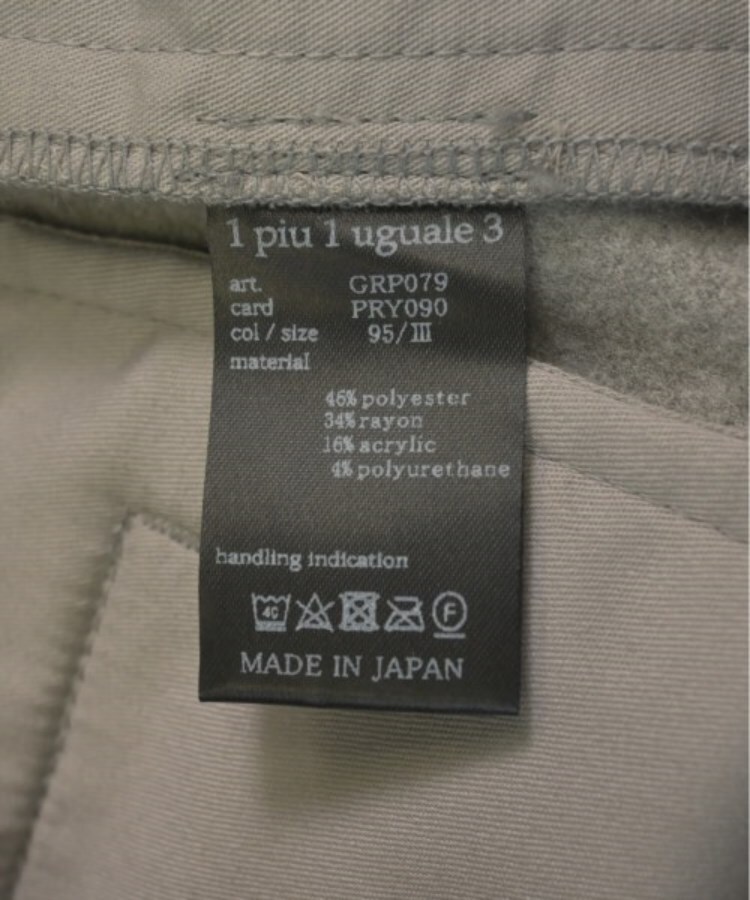 1 piu 1 uguale 3
art. GRP079
card PRY090
col / size 95/III
material
46% polyester
34% rayon
16% acrylic
4% polyurethane
handling indication
40 F
MADE IN JAPAN